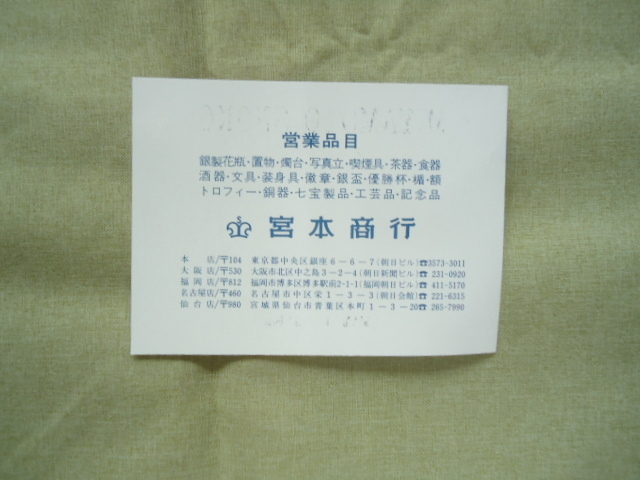 営業品目
銀製花瓶・置物・燭台・写真立・喫煙具・茶器・食器
酒器・文具・装身具・徽章・銀盃・優勝杯・楯・額
トロフィー・銅器・七宝製品・工芸品・記念品
宮本商行
本店/〒104 東京都中央区銀座6-6-7(朝日ビル)☎3573-3011
大阪店/〒530 大阪市北区中之島3-2-4(朝日新聞ビル)☎231-0920
福岡店/〒812 福岡市博多区博多駅前2-1-1(福岡朝日ビル)☎411-5170
名古屋店/〒460 名古屋市中区栄1-3-3(朝日会館)☎221-6315
仙台店/〒980 宮城県仙台市青葉区本町1-3-20☎265-7990